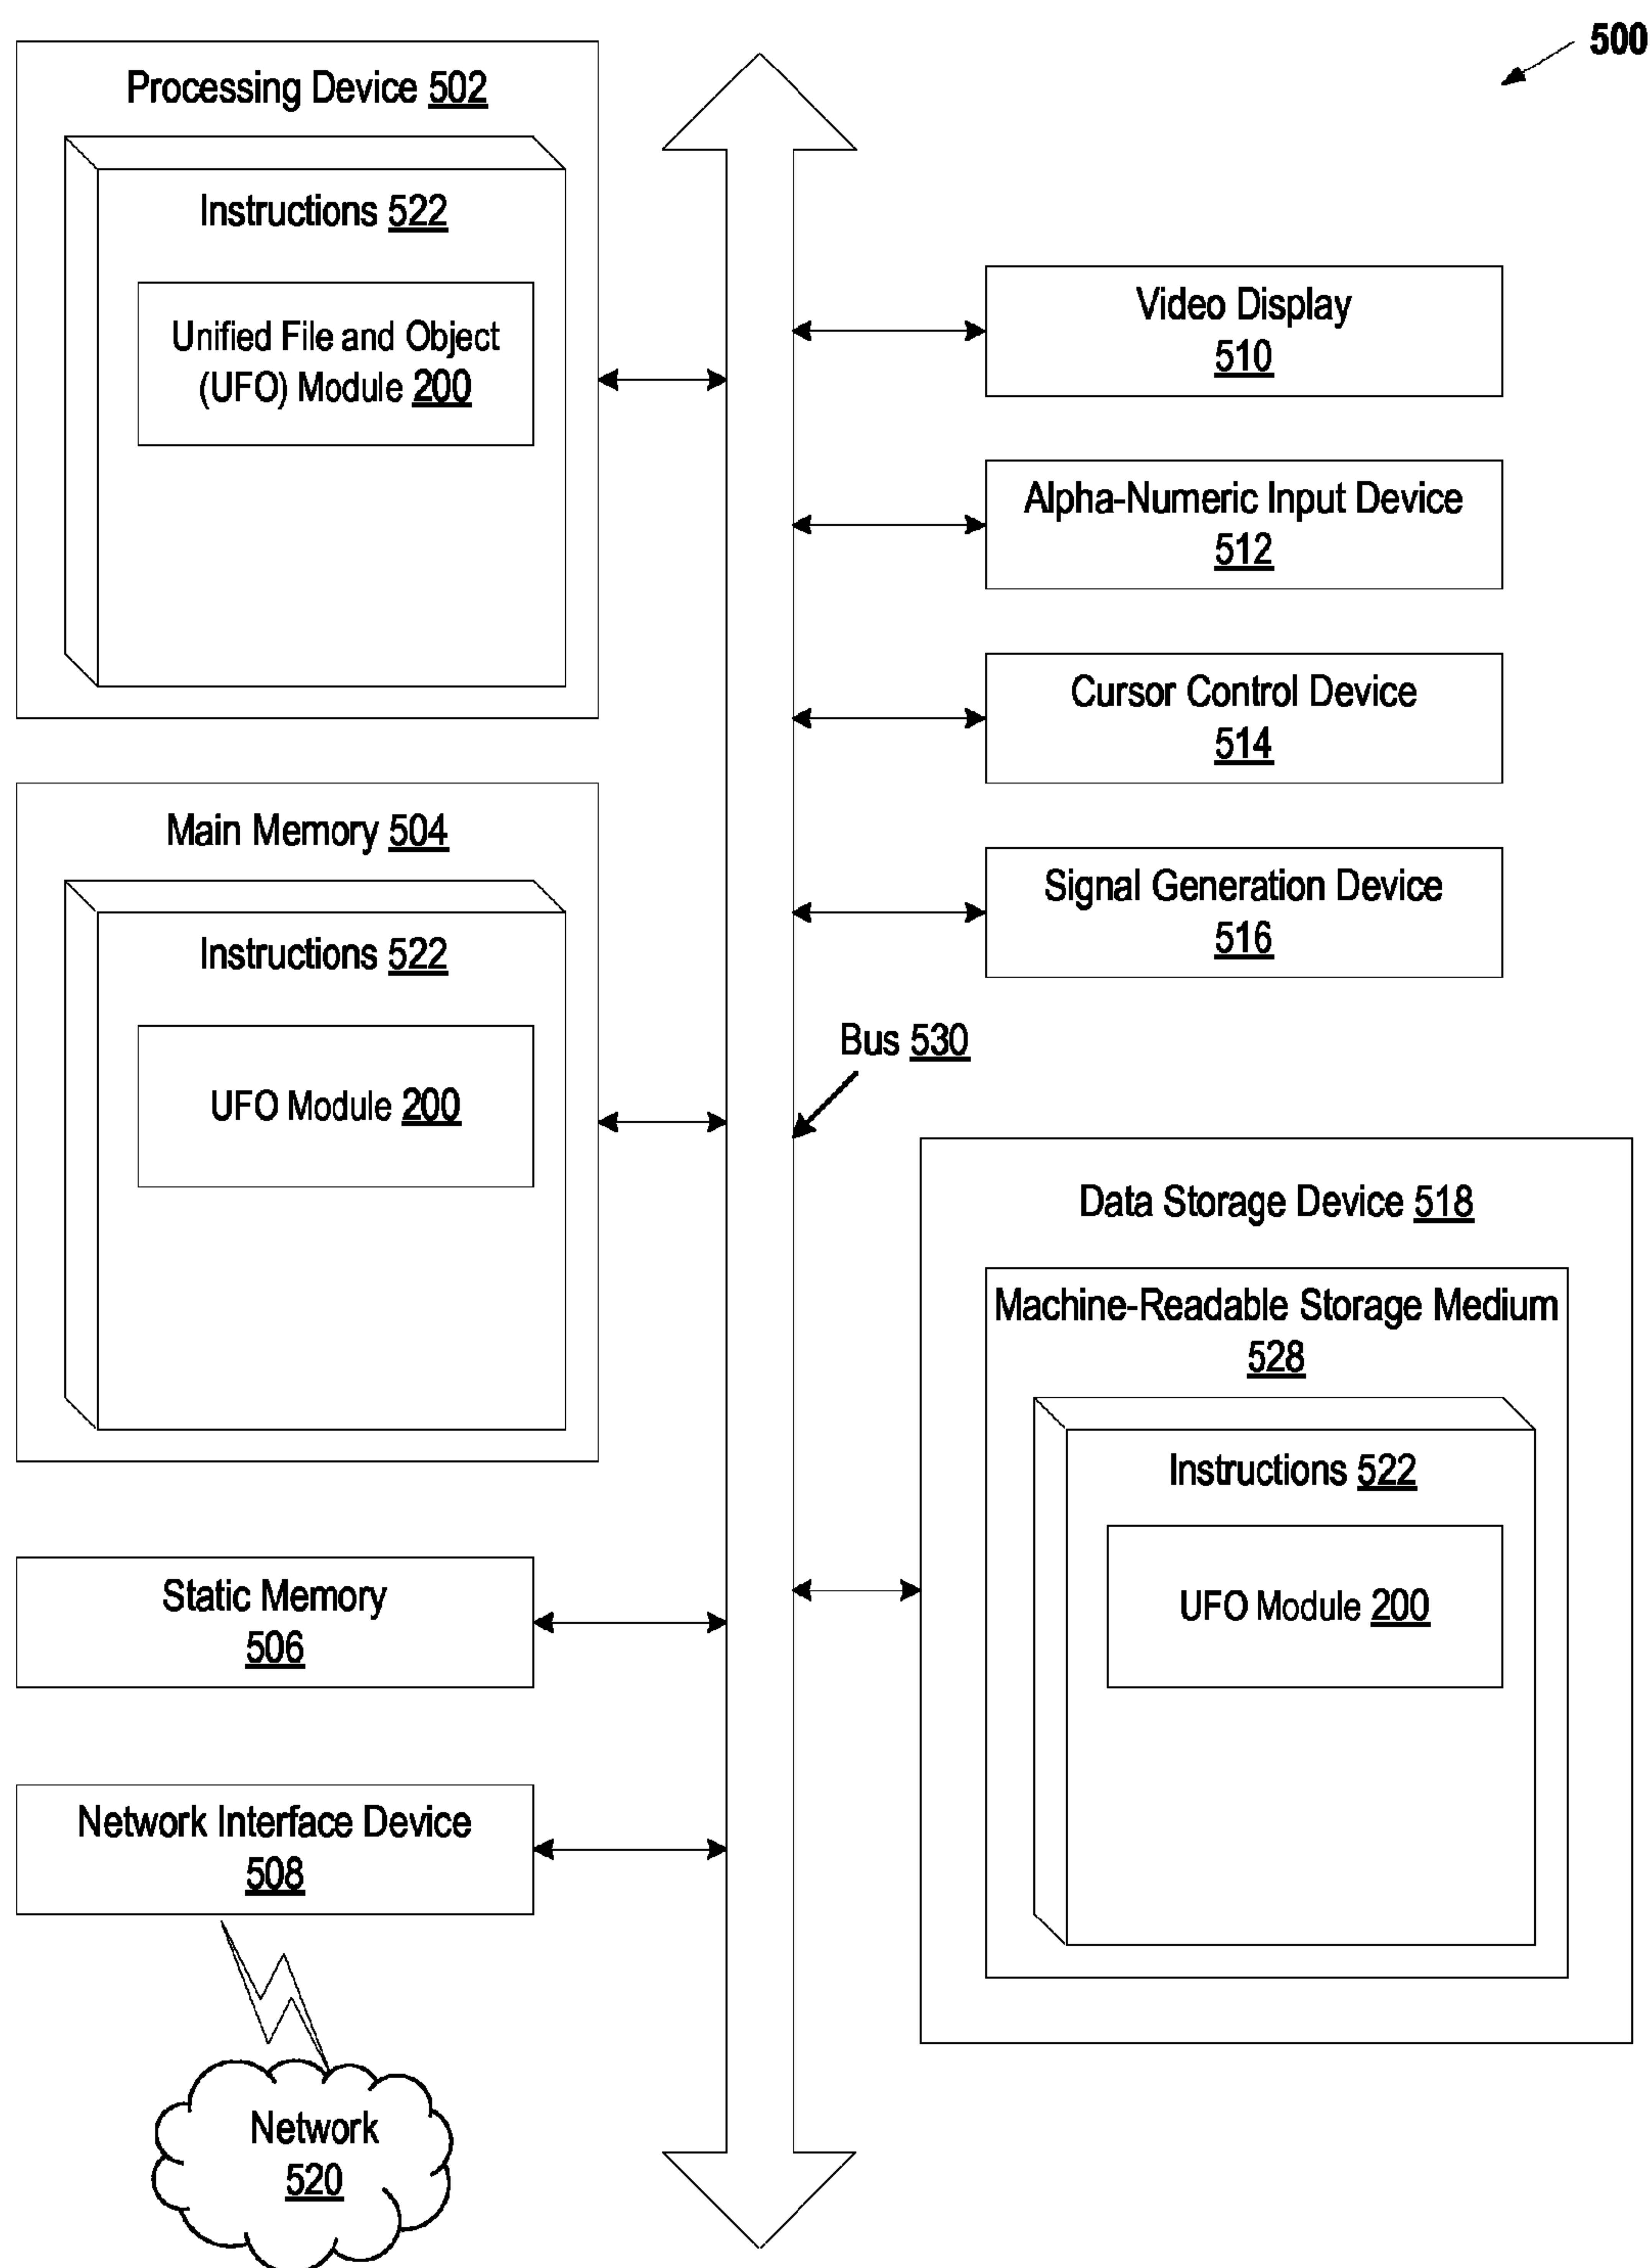 500
Processing Device 502
Instructions 522
Unified File and Object
(UFO) Module 200
Main Memory 504
Instructions 522
UFO Module 200
Static Memory
506
Network Interface Device
508
Network
520
Video Display
510
Alpha-Numeric Input Device
512
Cursor Control Device
514
Signal Generation Device
516
Bus 530
Data Storage Device 518
Machine-Readable Storage Medium
528
Instructions 522
UFO Module 200